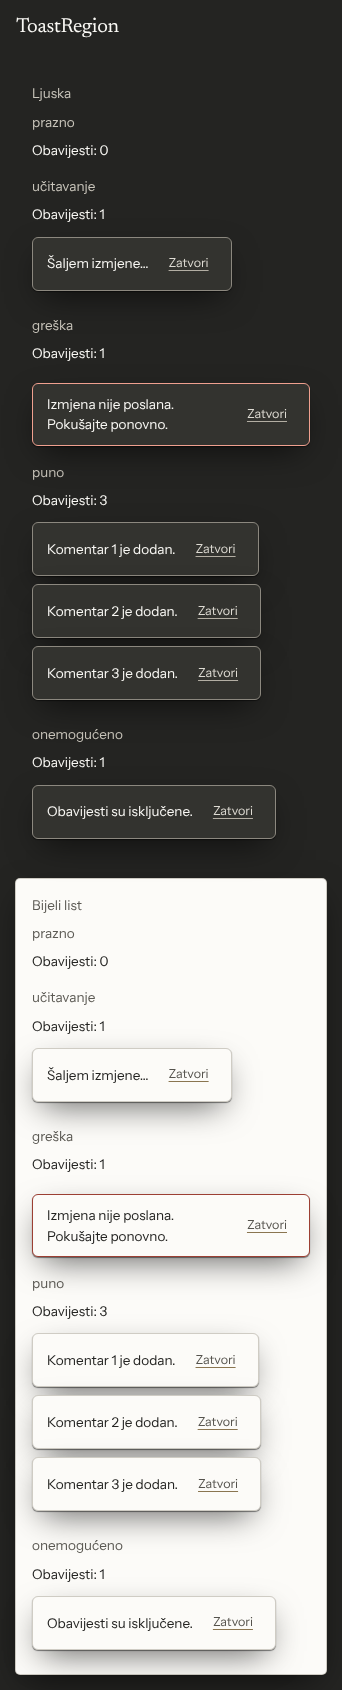 ToastRegion
Ljuska
prazno
Obavijesti: 0
učitavanje
Obavijesti: 1
Šaljem izmjene… Zatvori
greška
Obavijesti: 1
Izmjena nije poslana.
Pokušajte ponovno.
Zatvori
puno
Obavijesti: 3
Komentar 1 je dodan. Zatvori
Komentar 2 je dodan. Zatvori
Komentar 3 je dodan. Zatvori
onemogućeno
Obavijesti: 1
Obavijesti su isključene. Zatvori
Bijeli list
prazno
Obavijesti: 0
učitavanje
Obavijesti: 1
Šaljem izmjene… Zatvori
greška
Obavijesti: 1
Izmjena nije poslana.
Pokušajte ponovno.
Zatvori
puno
Obavijesti: 3
Komentar 1 je dodan. Zatvori
Komentar 2 je dodan. Zatvori
Komentar 3 je dodan. Zatvori
onemogućeno
Obavijesti: 1
Obavijesti su isključene. Zatvori